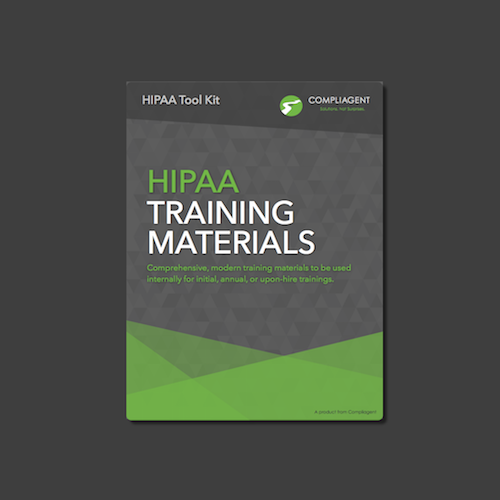 HIPAA Tool Kit
COMPLIAGENT
Solutions, Not Surprises.
HIPAA
TRAINING
MATERIALS
Comprehensive, modern training materials to be used
internally for initial, annual, or upon-hire trainings.
A product from Compliagent